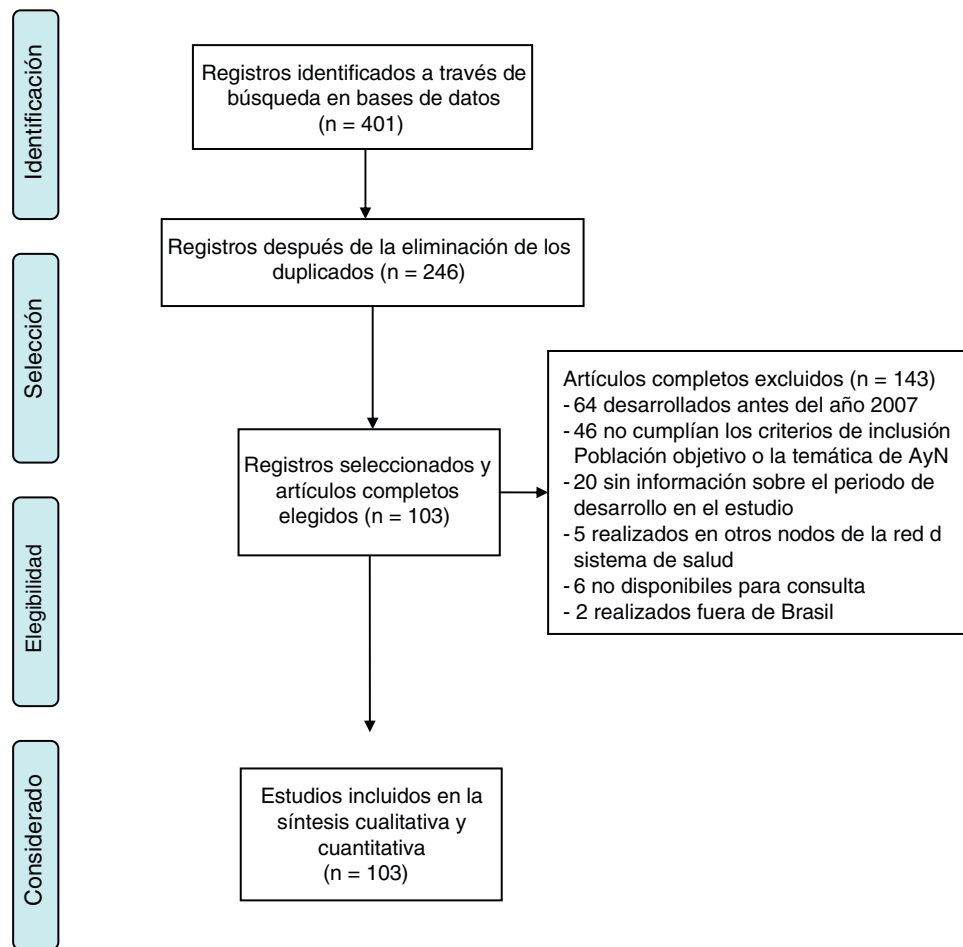 Identificación
Registros identificados a través de
búsqueda en bases de datos
(n = 401)
Selección
Registros después de la eliminación de los
duplicados (n = 246)
Registros seleccionados y
artículos completos
elegidos (n = 103)
Artículos completos excluidos (n = 143)
- 64 desarrollados antes del año 2007
- 46 no cumplían los criterios de inclusión
Población objetivo o la temática de AyN
- 20 sin información sobre el periodo de
desarrollo en el estudio
- 5 realizados en otros nodos de la red d
sistema de salud
- 6 no disponibiles para consulta
- 2 realizados fuera de Brasil
Elegibilidad
Considerado
Estudios incluidos en la
síntesis cualitativa y
cuantitativa
(n = 103)